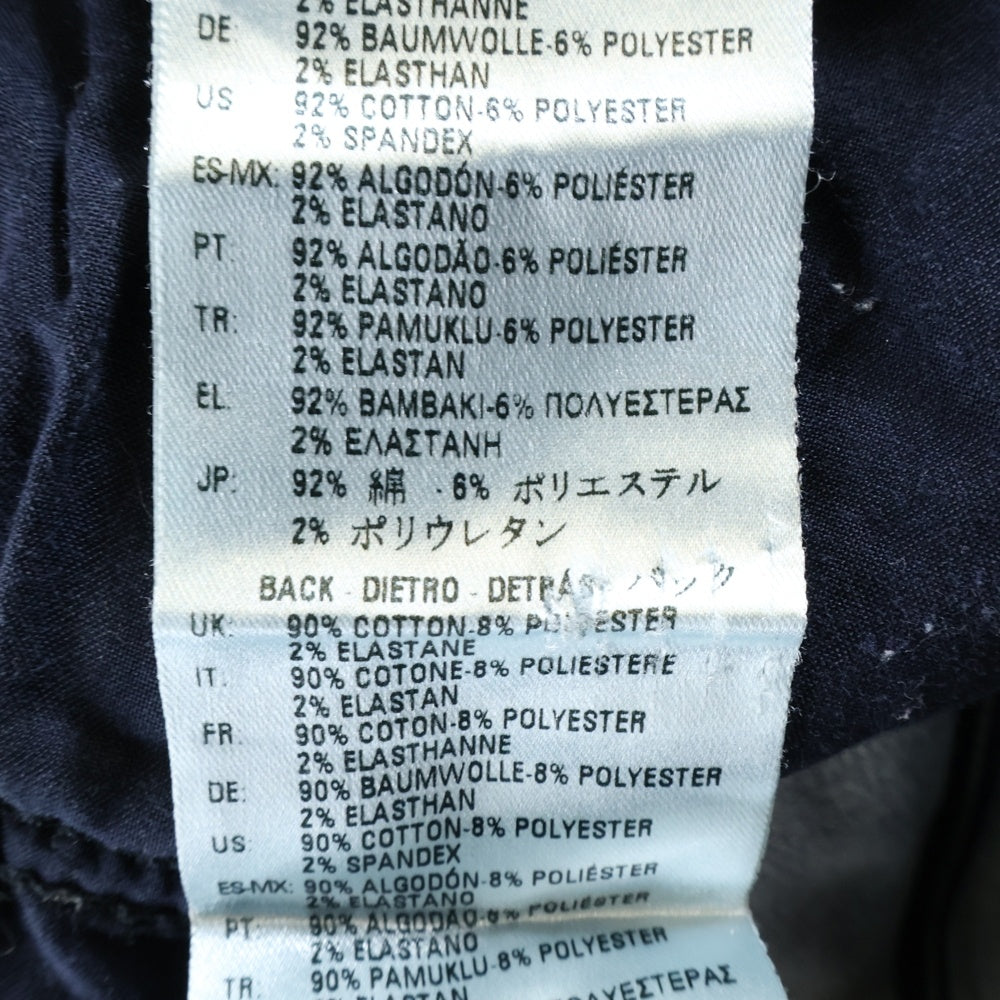 2% ELASTHANNE
DE: 92% BAUMWOLLE-6% POLYESTER
2% ELASTHAN
US 92% COTTON-6% POLYESTER
2% SPANDEX
ES-MX: 92% ALGODÓN-6% POLIÉSTER
2% ELASTANO
PT: 92% ALGODÃO-6% POLIÉSTER
2% ELASTANO
TR: 92% PAMUKLU-6% POLYESTER
2% ELASTAN
EL: 92% BAMBAKI-6% ΠΟΛΥΕΣΤΕΡΑΣ
2% ΕΛΑΣΤΑΝΗ
JP: 92% 綿 - 6% ポリエステル
2% ポリウレタン
BACK - DIETRO - DETRÁS - バック
UK: 90% COTTON-8% POLYESTER
2% ELASTANE
IT: 90% COTONE-8% POLIESTERE
2% ELASTAN
FR: 90% COTON-8% POLYESTER
2% ELASTHANNE
DE: 90% BAUMWOLLE-8% POLYESTER
2% ELASTHAN
US: 90% COTTON-8% POLYESTER
2% SPANDEX
ES-MX: 90% ALGODÓN-8% POLIÉSTER
2% ELASTANO
PT: 90% ALGODÃO-8% POLIÉSTER
2% ELASTANO
TR: 90% PAMUKLU-8% POLYESTER
2% ELASTAN